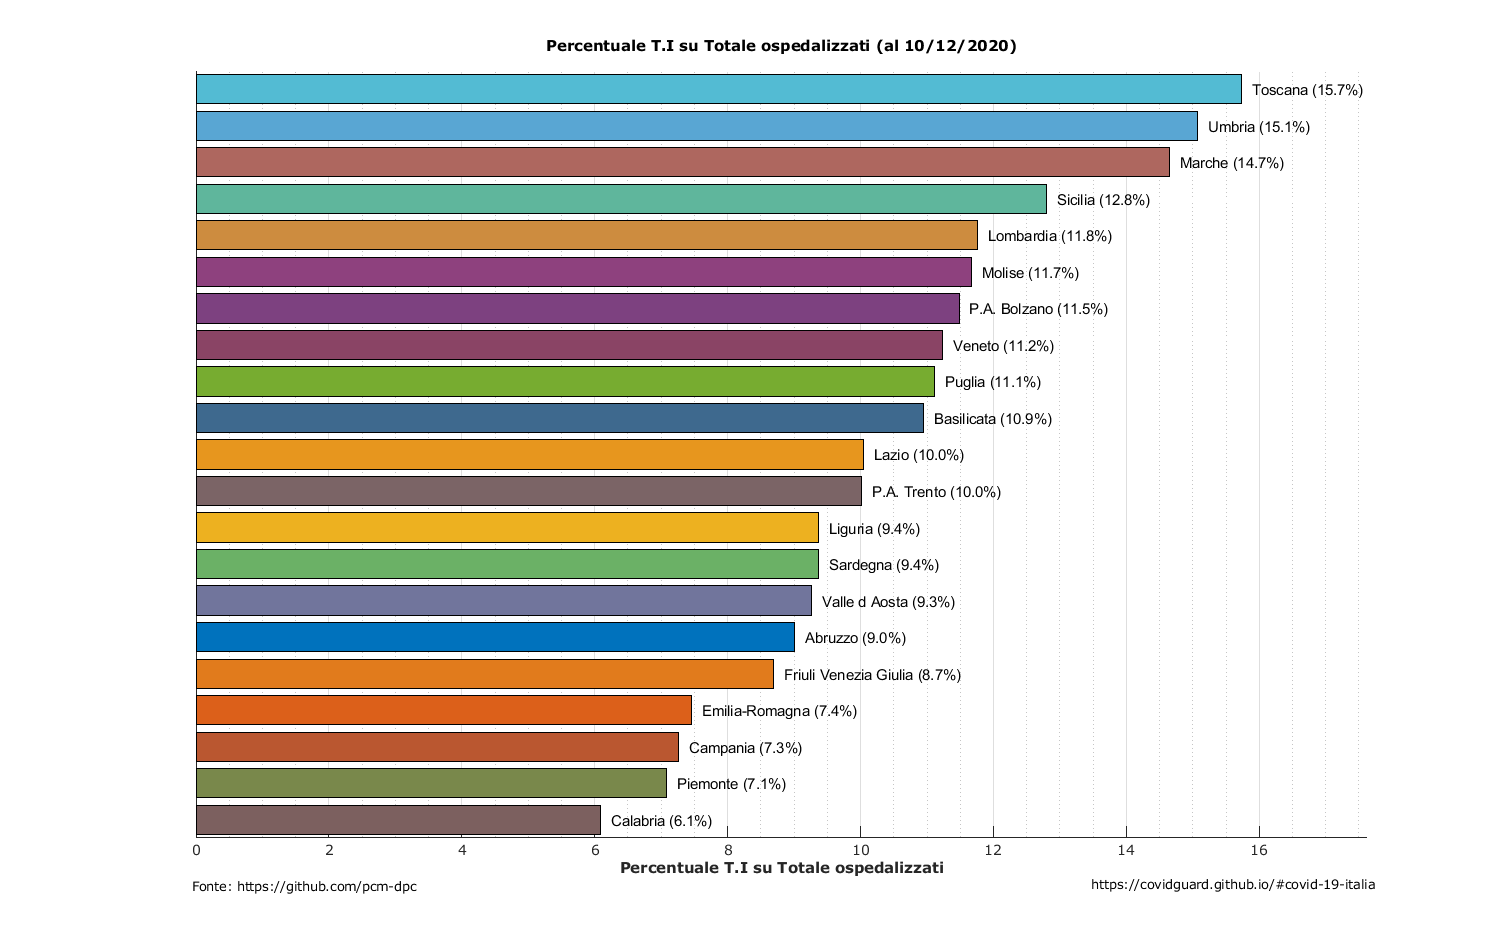 Percentuale T.I su Totale ospedalizzati (al 10/12/2020)
Toscana (15.7%)
Umbria (15.1%)
Marche (14.7%)
Sicilia (12.8%)
Lombardia (11.8%)
Molise (11.7%)
P.A. Bolzano (11.5%)
Veneto (11.2%)
Puglia (11.1%)
Basilicata (10.9%)
Lazio (10.0%)
P.A. Trento (10.0%)
Liguria (9.4%)
Sardegna (9.4%)
Valle d Aosta (9.3%)
Abruzzo (9.0%)
Friuli Venezia Giulia (8.7%)
Emilia-Romagna (7.4%)
Campania (7.3%)
Piemonte (7.1%)
Calabria (6.1%)
0 2 4 6 8 10 12 14 16
Percentuale T.I su Totale ospedalizzati
Fonte: https://github.com/pcm-dpc
https://covidguard.github.io/#covid-19-italia